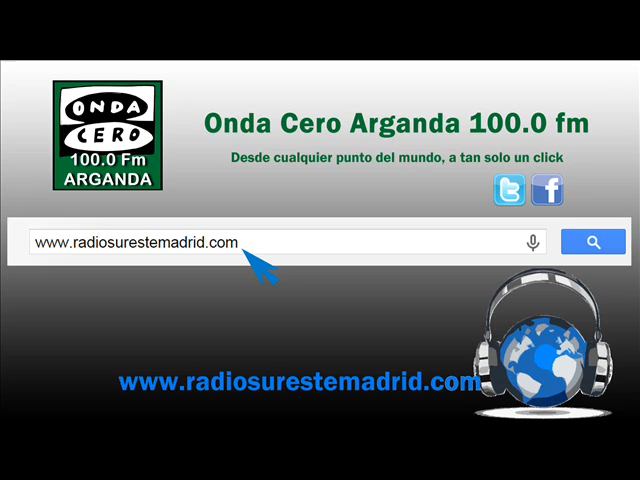 ONDA
CERO
100.0 Fm
ARGANDA
Onda Cero Arganda 100.0 fm
Desde cualquier punto del mundo, a tan solo un click
www.radiosurestemadrid.com
www.radiosurestemadrid.com